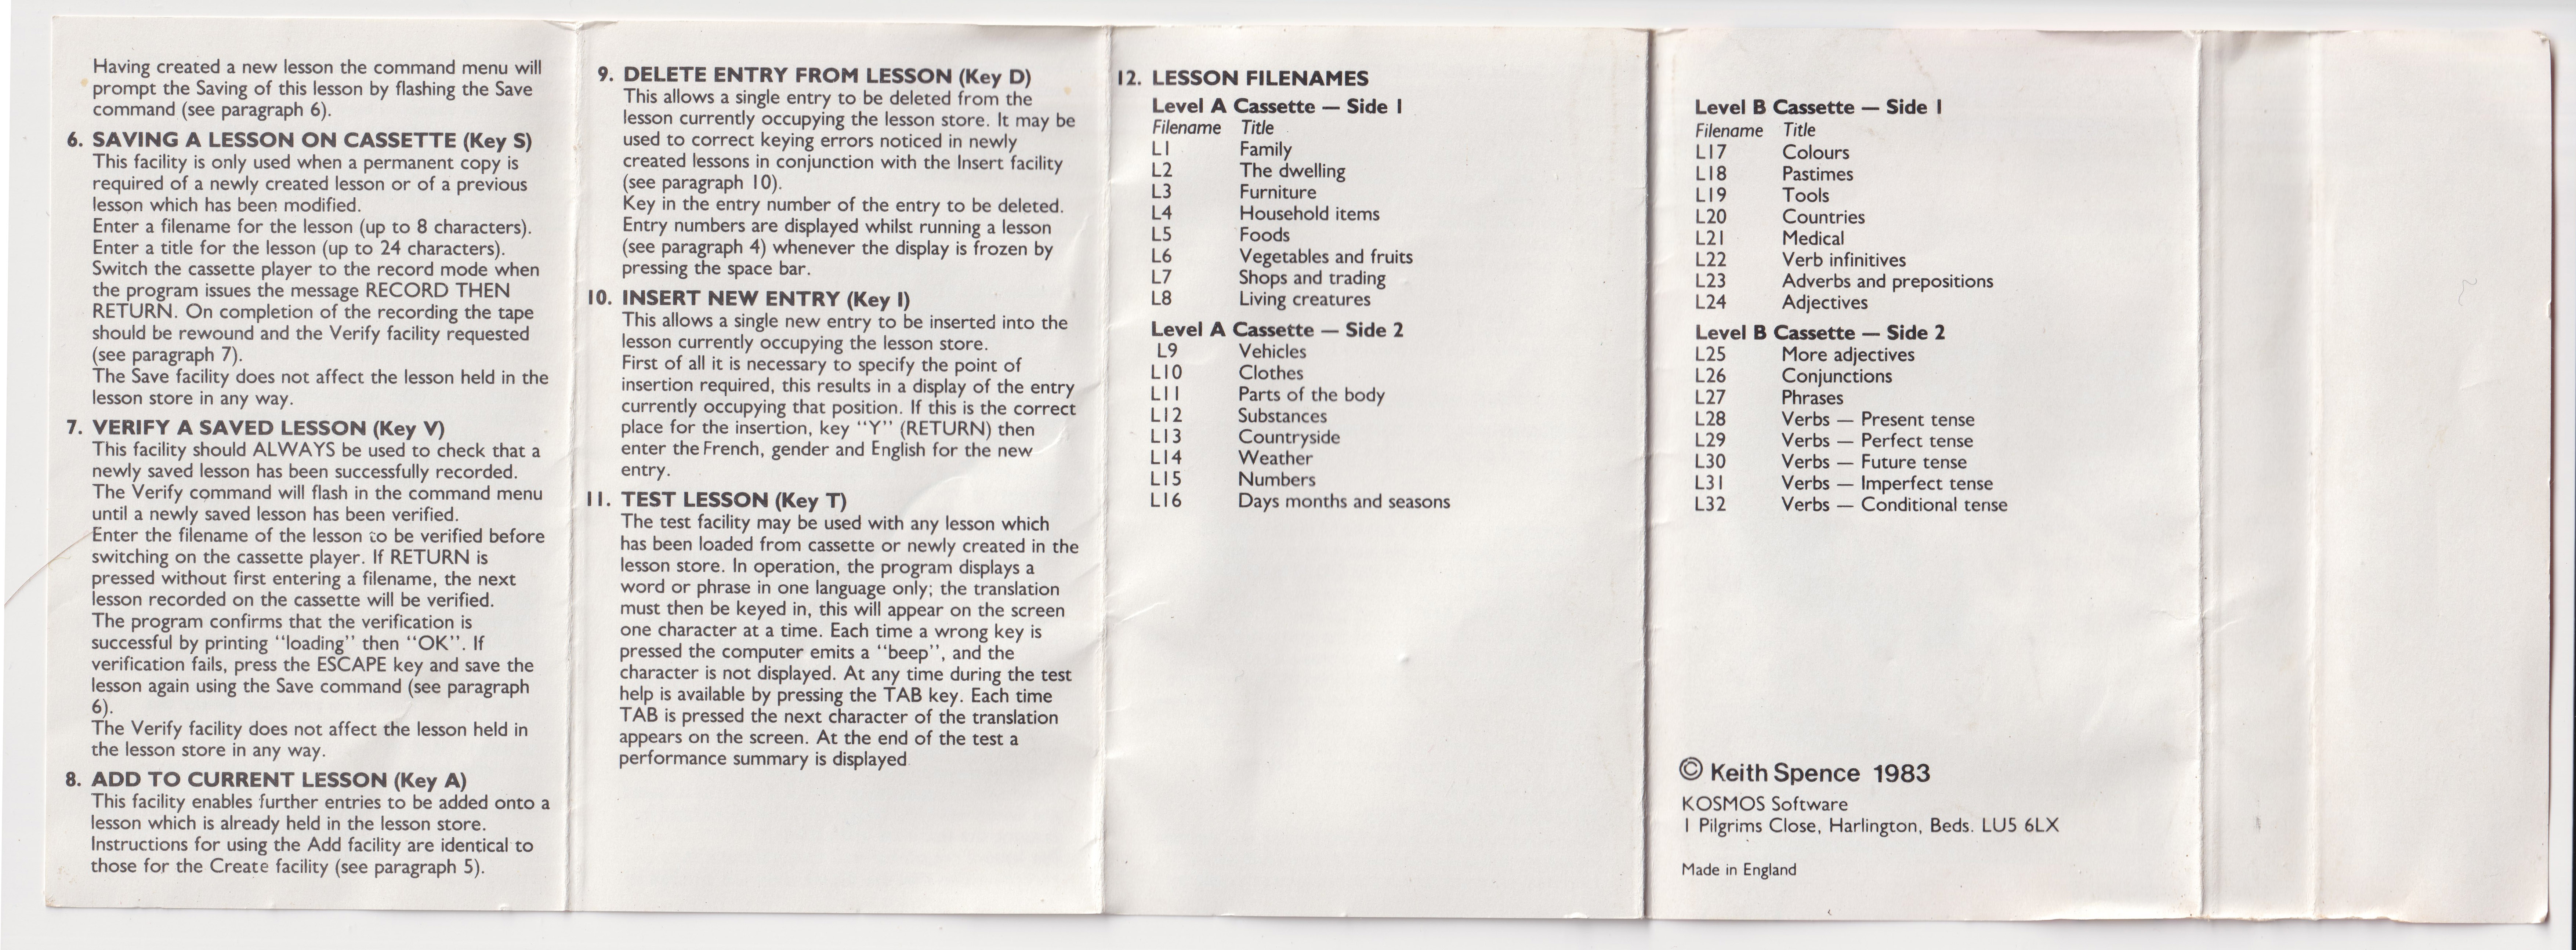 Having created a new lesson the command menu will
prompt the Saving of this lesson by flashing the Save
command (see paragraph 6).
6. SAVING A LESSON ON CASSETTE (Key S)
This facility is only used when a permanent copy is
required of a newly created lesson or of a previous
lesson which has been modified.
Enter a filename for the lesson (up to 8 characters).
Enter a title for the lesson (up to 24 characters).
Switch the cassette player to the record mode when
the program issues the message RECORD THEN
RETURN. On completion of the recording the tape
should be rewound and the Verify facility requested
(see paragraph 7).
The Save facility does not affect the lesson held in the
lesson store in any way.
7. VERIFY A SAVED LESSON (Key V)
This facility should ALWAYS be used to check that a
newly saved lesson has been successfully recorded.
The Verify command will flash in the command menu
until a newly saved lesson has been verified.
Enter the filename of the lesson to be verified before
switching on the cassette player. If RETURN is
pressed without first entering a filename, the next
lesson recorded on the cassette will be verified.
The program confirms that the verification is
successful by printing “loading” then “OK”. If
verification fails, press the ESCAPE key and save the
lesson again using the Save command (see paragraph
6).
The Verify facility does not affect the lesson held in
the lesson store in any way.
8. ADD TO CURRENT LESSON (Key A)
This facility enables further entries to be added onto a
lesson which is already held in the lesson store.
Instructions for using the Add facility are identical to
those for the Create facility (see paragraph 5).
9. DELETE ENTRY FROM LESSON (Key D)
This allows a single entry to be deleted from the
lesson currently occupying the lesson store. It may be
used to correct keying errors noticed in newly
created lessons in conjunction with the Insert facility
(see paragraph 10).
Key in the entry number of the entry to be deleted.
Entry numbers are displayed whilst running a lesson
(see paragraph 4) whenever the display is frozen by
pressing the space bar.
10. INSERT NEW ENTRY (Key I)
This allows a single new entry to be inserted into the
lesson currently occupying the lesson store.
First of all it is necessary to specify the point of
insertion required, this results in a display of the entry
currently occupying that position. If this is the correct
place for the insertion, key “Y” (RETURN) then
enter the French, gender and English for the new
entry.
11. TEST LESSON (Key T)
The test facility may be used with any lesson which
has been loaded from cassette or newly created in the
lesson store. In operation, the program displays a
word or phrase in one language only; the translation
must then be keyed in, this will appear on the screen
one character at a time. Each time a wrong key is
pressed the computer emits a “beep”, and the
character is not displayed. At any time during the test
help is available by pressing the TAB key. Each time
TAB is pressed the next character of the translation
appears on the screen. At the end of the test a
performance summary is displayed
12. LESSON FILENAMES
Level A Cassette — Side 1
Filename Title
L1 Family
L2 The dwelling
L3 Furniture
L4 Household items
L5 Foods
L6 Vegetables and fruits
L7 Shops and trading
L8 Living creatures
Level A Cassette — Side 2
L9 Vehicles
L10 Clothes
L11 Parts of the body
L12 Substances
L13 Countryside
L14 Weather
L15 Numbers
L16 Days months and seasons
Level B Cassette — Side 1
Filename Title
L17 Colours
L18 Pastimes
L19 Tools
L20 Countries
L21 Medical
L22 Verb infinitives
L23 Adverbs and prepositions
L24 Adjectives
Level B Cassette — Side 2
L25 More adjectives
L26 Conjunctions
L27 Phrases
L28 Verbs — Present tense
L29 Verbs — Perfect tense
L30 Verbs — Future tense
L31 Verbs — Imperfect tense
L32 Verbs — Conditional tense
© Keith Spence 1983
KOSMOS Software
1 Pilgrims Close, Harlington, Beds. LU5 6LX
Made in England